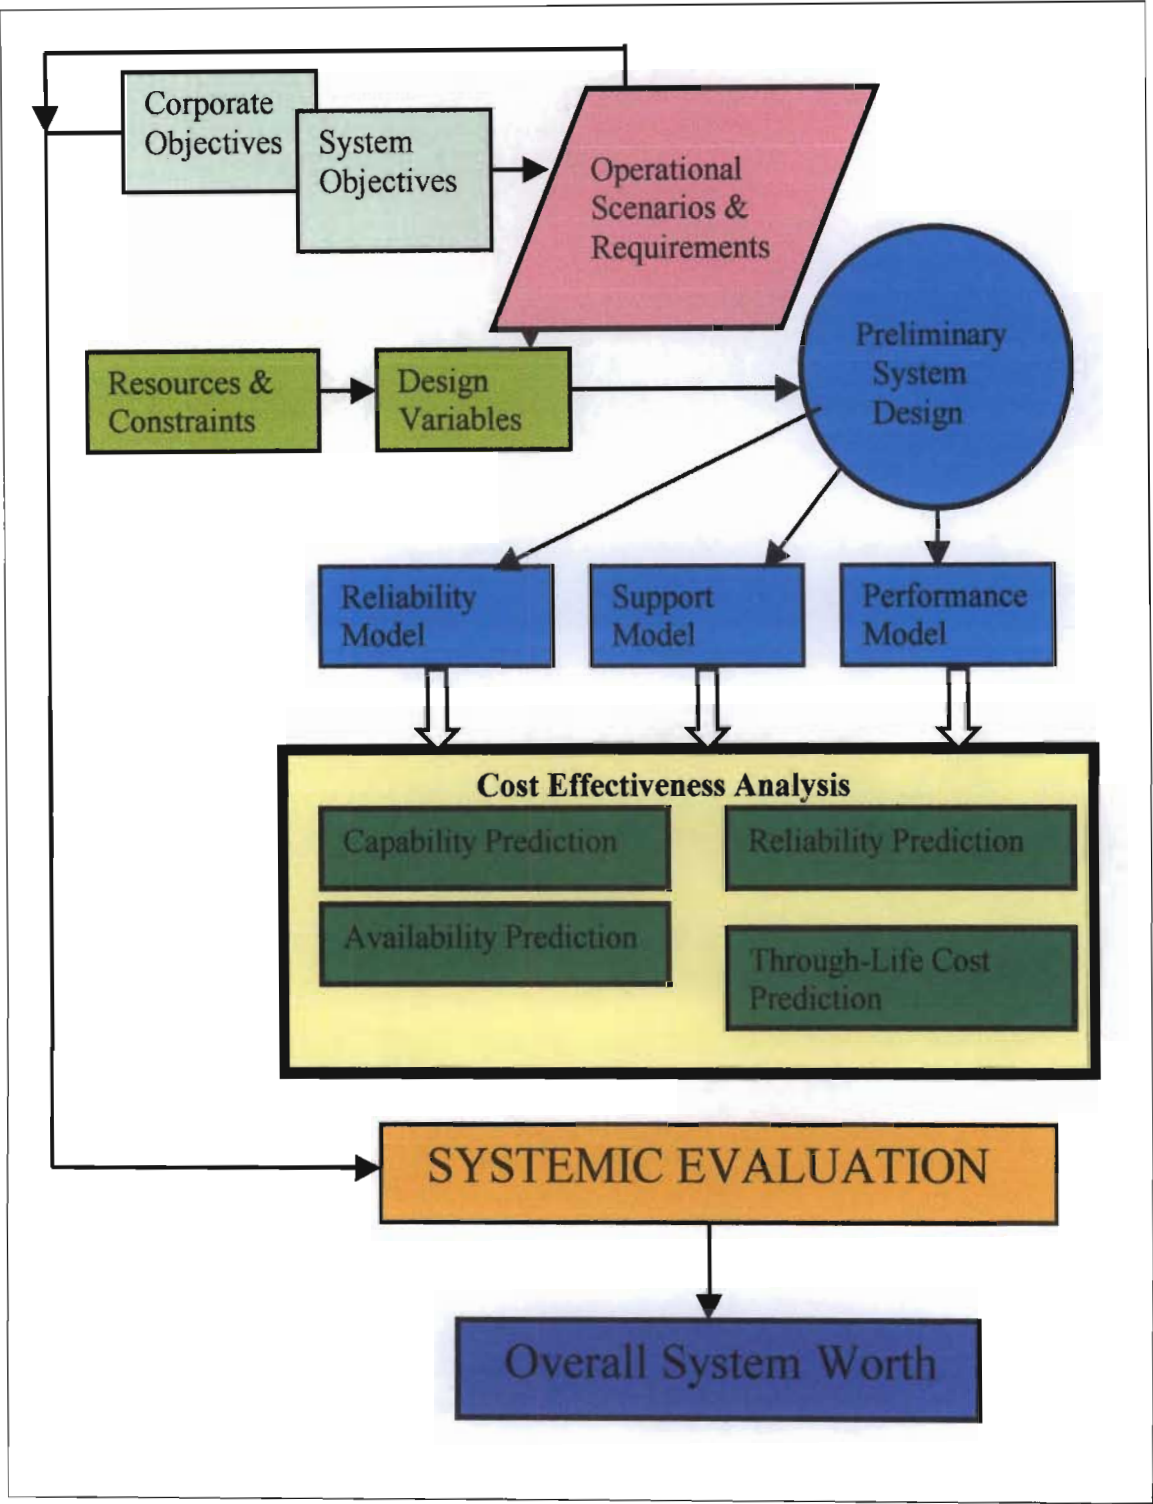 Corporate
Objectives
System
Objectives
Operational
Scenarios &
Requirements
Preliminary
System
Design
Resources &
Constraints
Design
Variables
Reliability
Model
Support
Model
Performance
Model
Cost Effectiveness Analysis
Capability Prediction
Reliability Prediction
Availability Prediction
Through-Life Cost
Prediction
SYSTEMIC EVALUATION
Overall System Worth